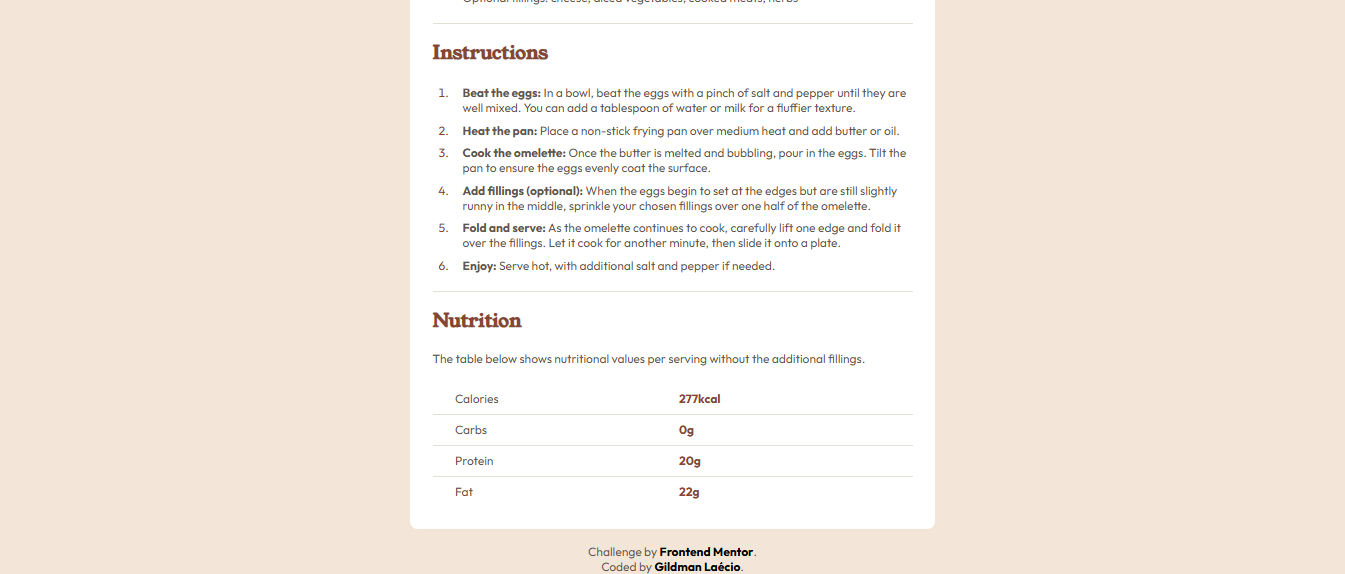 Optional fillings: cheese, diced vegetables, cooked meats, herbs
Instructions
1. Beat the eggs: In a bowl, beat the eggs with a pinch of salt and pepper until they are
well mixed. You can add a tablespoon of water or milk for a fluffier texture.
2. Heat the pan: Place a non-stick frying pan over medium heat and add butter or oil.
3. Cook the omelette: Once the butter is melted and bubbling, pour in the eggs. Tilt the
pan to ensure the eggs evenly coat the surface.
4. Add fillings (optional): When the eggs begin to set at the edges but are still slightly
runny in the middle, sprinkle your chosen fillings over one half of the omelette.
5. Fold and serve: As the omelette continues to cook, carefully lift one edge and fold it
over the fillings. Let it cook for another minute, then slide it onto a plate.
6. Enjoy: Serve hot, with additional salt and pepper if needed.
Nutrition
The table below shows nutritional values per serving without the additional fillings.
Calories 277kcal
Carbs 0g
Protein 20g
Fat 22g
Challenge by Frontend Mentor.
Coded by Gildman Laécio.